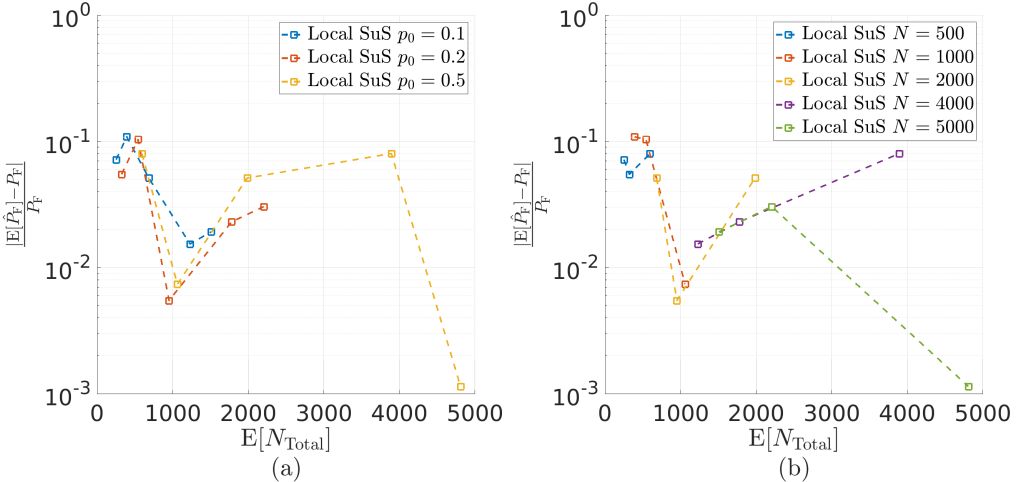 10^0
10^-1
10^-2
10^-3
|E[P̂_F]−P_F|
P_F
0 1000 2000 3000 4000 5000
E[N_Total]
Local SuS p_0 = 0.1
Local SuS p_0 = 0.2
Local SuS p_0 = 0.5
(a)
10^0
10^-1
10^-2
10^-3
|E[P̂_F]−P_F|
P_F
0 1000 2000 3000 4000 5000
E[N_Total]
Local SuS N = 500
Local SuS N = 1000
Local SuS N = 2000
Local SuS N = 4000
Local SuS N = 5000
(b)